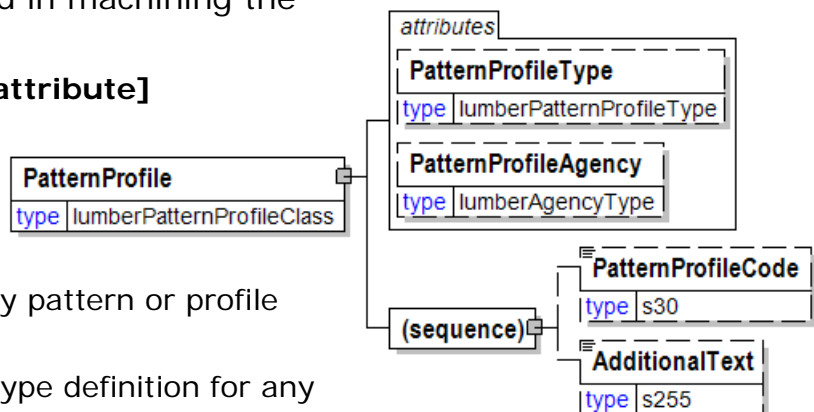 d in machining the
attribute]
y pattern or profile
ype definition for any
attributes
PatternProfileType
type lumberPatternProfileType
PatternProfileAgency
type lumberAgencyType
PatternProfile
type lumberPatternProfileClass
(sequence)
PatternProfileCode
type s30
AdditionalText
type s255